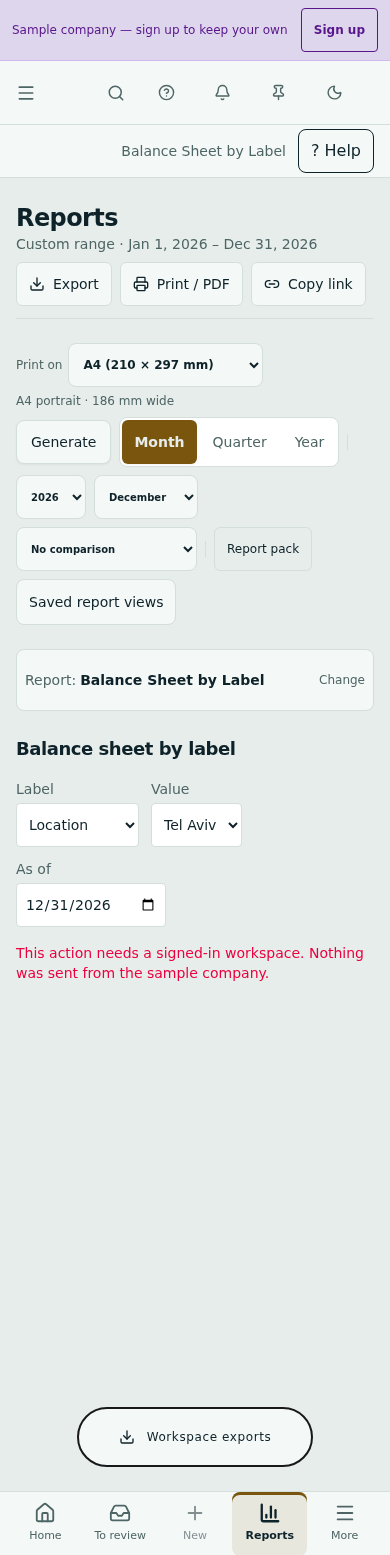 Sample company — sign up to keep your own
Sign up
Balance Sheet by Label
? Help
Reports
Custom range · Jan 1, 2026 – Dec 31, 2026
Export
Print / PDF
Copy link
Print on
A4 (210 × 297 mm)
A4 portrait · 186 mm wide
Generate
Month
Quarter
Year
2026
December
No comparison
Report pack
Saved report views
Report: Balance Sheet by Label
Change
Balance sheet by label
Label
Value
Location
Tel Aviv
As of
12/31/2026
This action needs a signed-in workspace. Nothing
was sent from the sample company.
Workspace exports
Home
To review
New
Reports
More